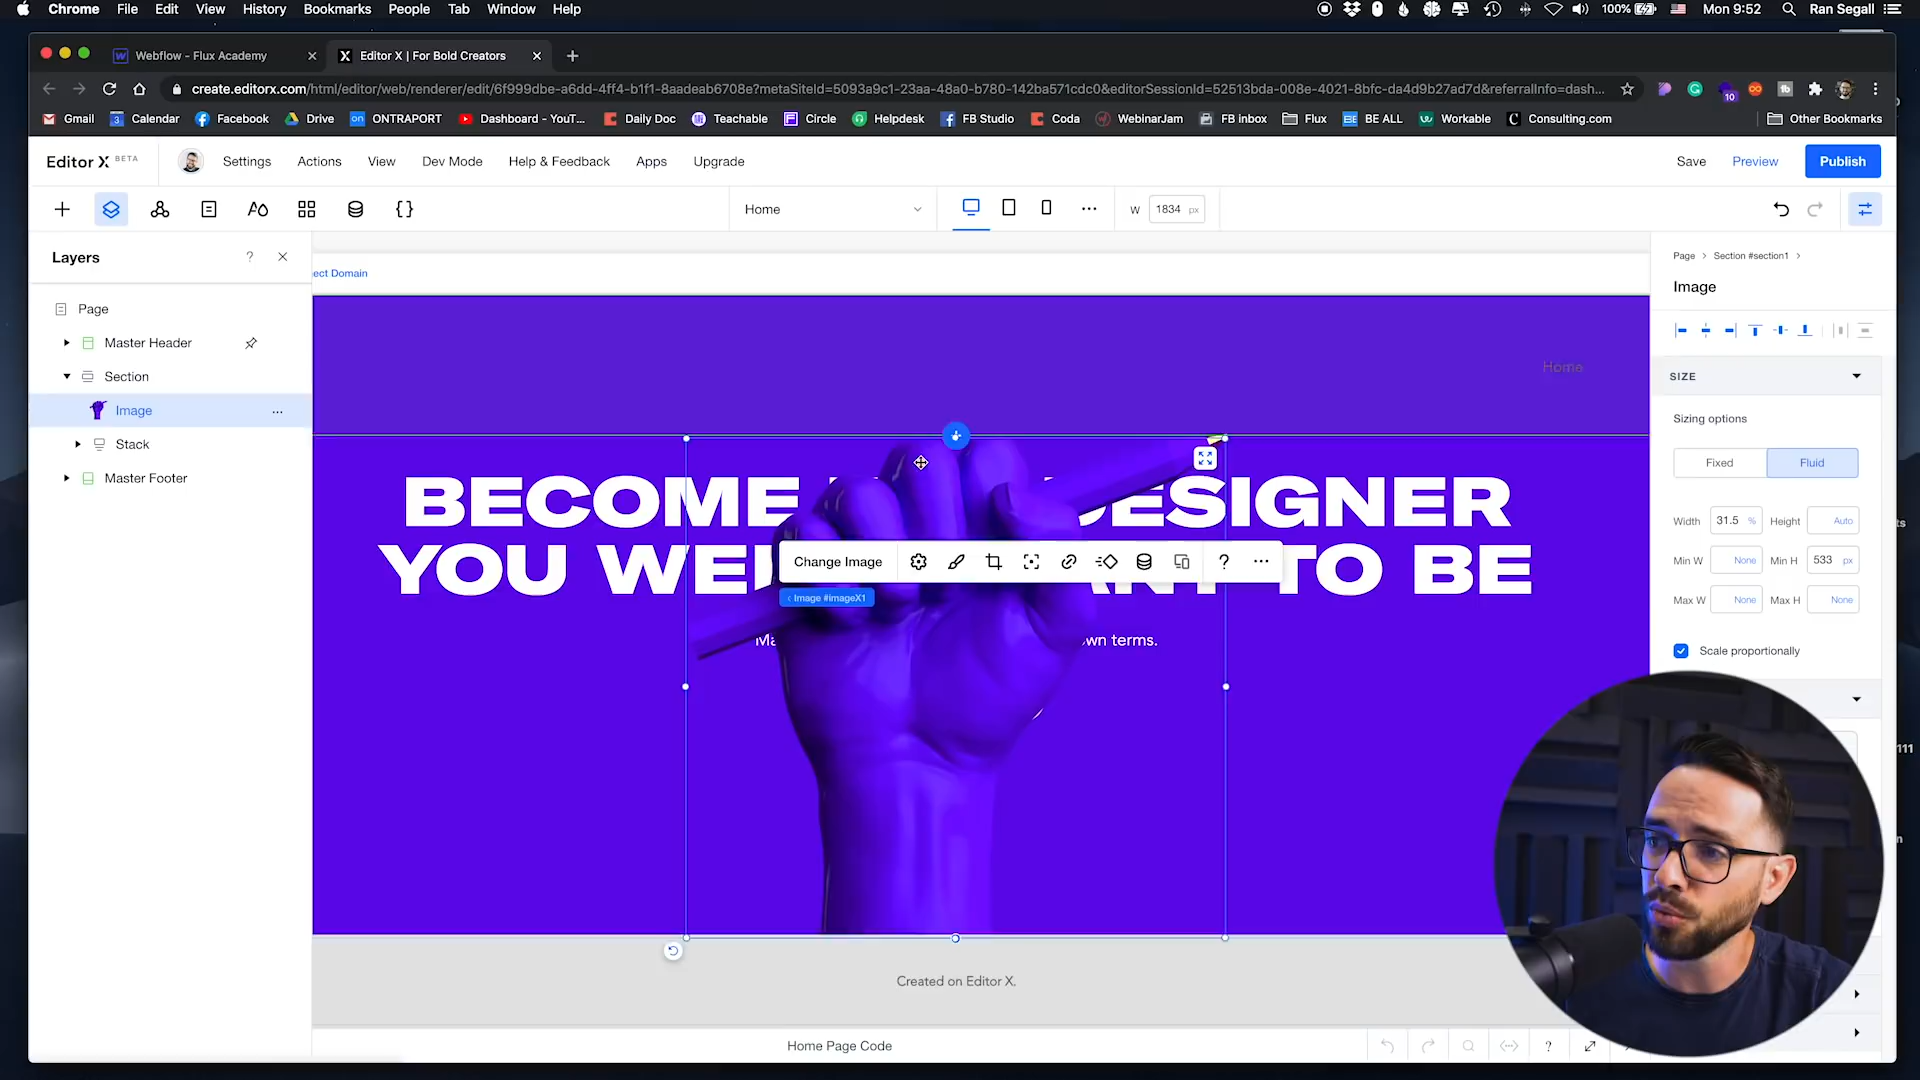 Chrome File Edit View History Bookmarks People Tab Window Help 100% Mon 9:52 Ran Segall
Webflow - Flux Academy Editor X | For Bold Creators
create.editorx.com/html/editor/web/renderer/edit/6f999dbe-a6dd-4ff4-b1f1-8aadeab6708e?metaSiteId=5093a9c1-23aa-48a0-b780-142ba571cdc0&editorSessionId=52513bda-008e-4021-8bfc-da4d9b27ad7d&referralInfo=dash...
10
Gmail Calendar Facebook Drive ONTRAPORT Dashboard - YouT... Daily Doc Teachable Circle Helpdesk FB Studio Coda WebinarJam FB inbox Flux BE ALL Workable Consulting.com Other Bookmarks
Editor X BETA Settings Actions View Dev Mode Help & Feedback Apps Upgrade Save Preview Publish
Home W 1834 px
Layers ?
Page
Master Header
Section
Image
Stack
Master Footer
ect Domain
Home
BECOME DESIGNER
YOU WE ANT TO BE
Change Image ?
Image #imageX1
Ma wn terms.
Created on Editor X.
Home Page Code ?
Page > Section #section1 >
Image
SIZE
Sizing options
Fixed Fluid
Width 31.5 % Height Auto
Min W None Min H 533 px
Max W None Max H None
Scale proportionally
111